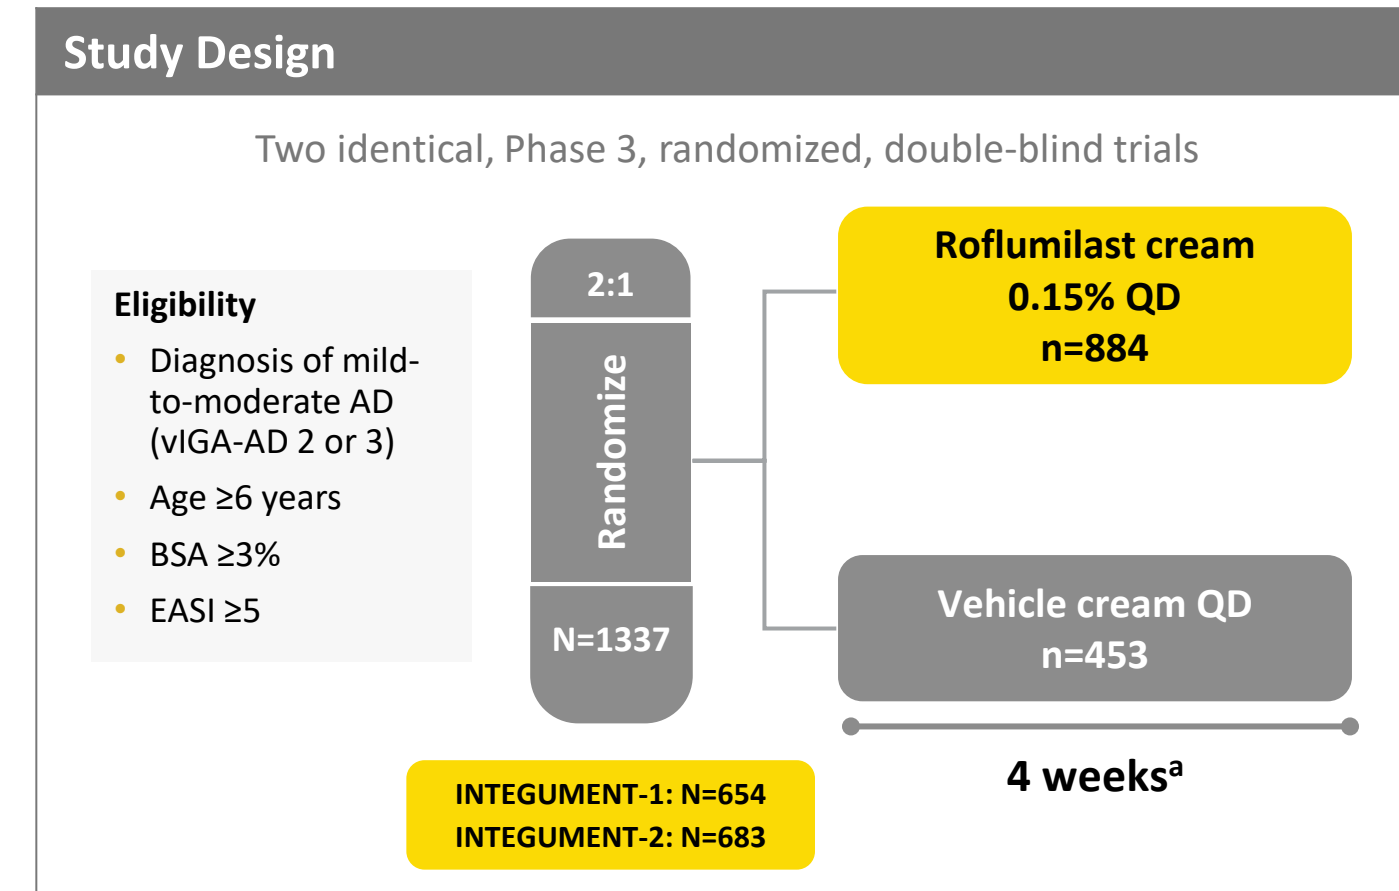 Study Design
Two identical, Phase 3, randomized, double-blind trials
Eligibility
• Diagnosis of mild-
to-moderate AD
(vIGA-AD 2 or 3)
• Age ≥6 years
• BSA ≥3%
• EASI ≥5
2:1
Randomize
N=1337
INTEGUMENT-1: N=654
INTEGUMENT-2: N=683
Roflumilast cream
0.15% QD
n=884
Vehicle cream QD
n=453
4 weeksᵃ